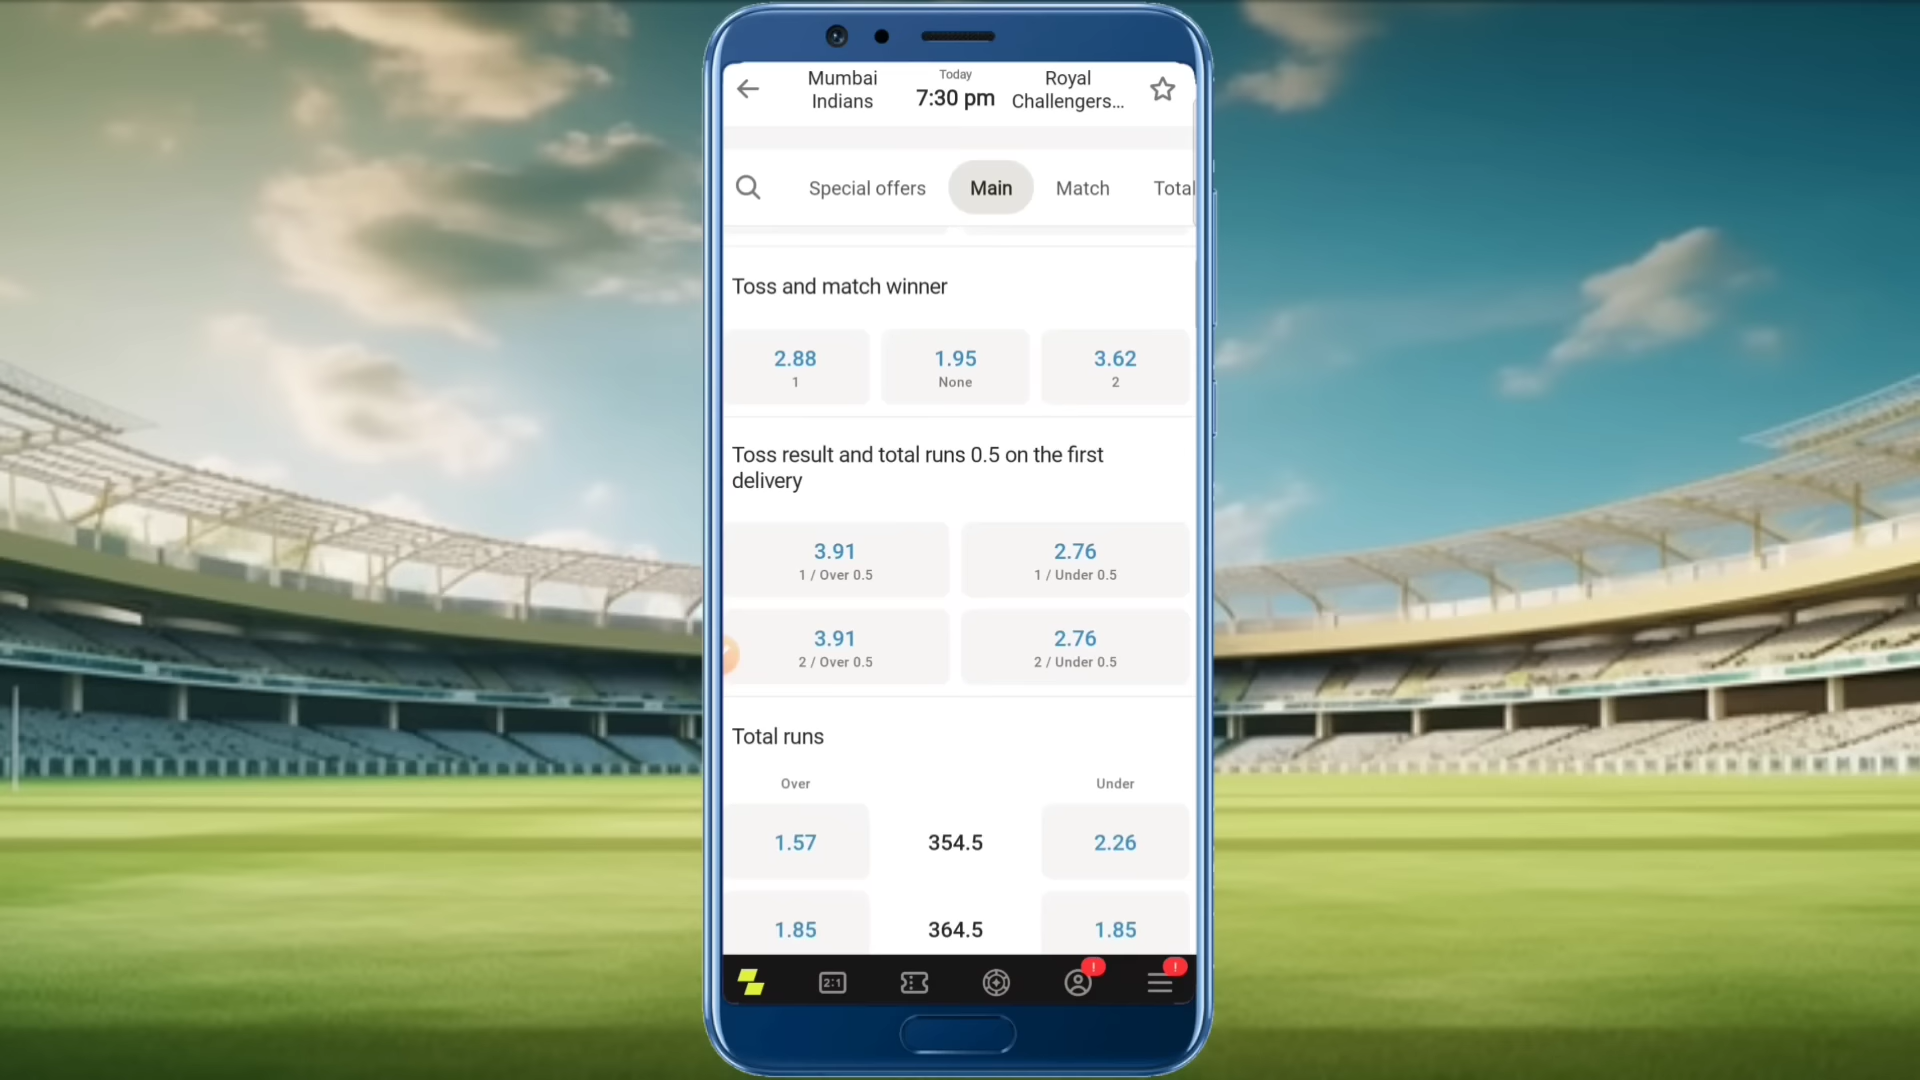 Mumbai
Indians
Today
7:30 pm
Royal
Challengers...
Special offers
Main
Match
Total
Toss and match winner
2.88
1
1.95
None
3.62
2
Toss result and total runs 0.5 on the first
delivery
3.91
1 / Over 0.5
2.76
1 / Under 0.5
3.91
2 / Over 0.5
2.76
2 / Under 0.5
Total runs
Over
Under
1.57
354.5
2.26
1.85
364.5
1.85
2:1
!
!